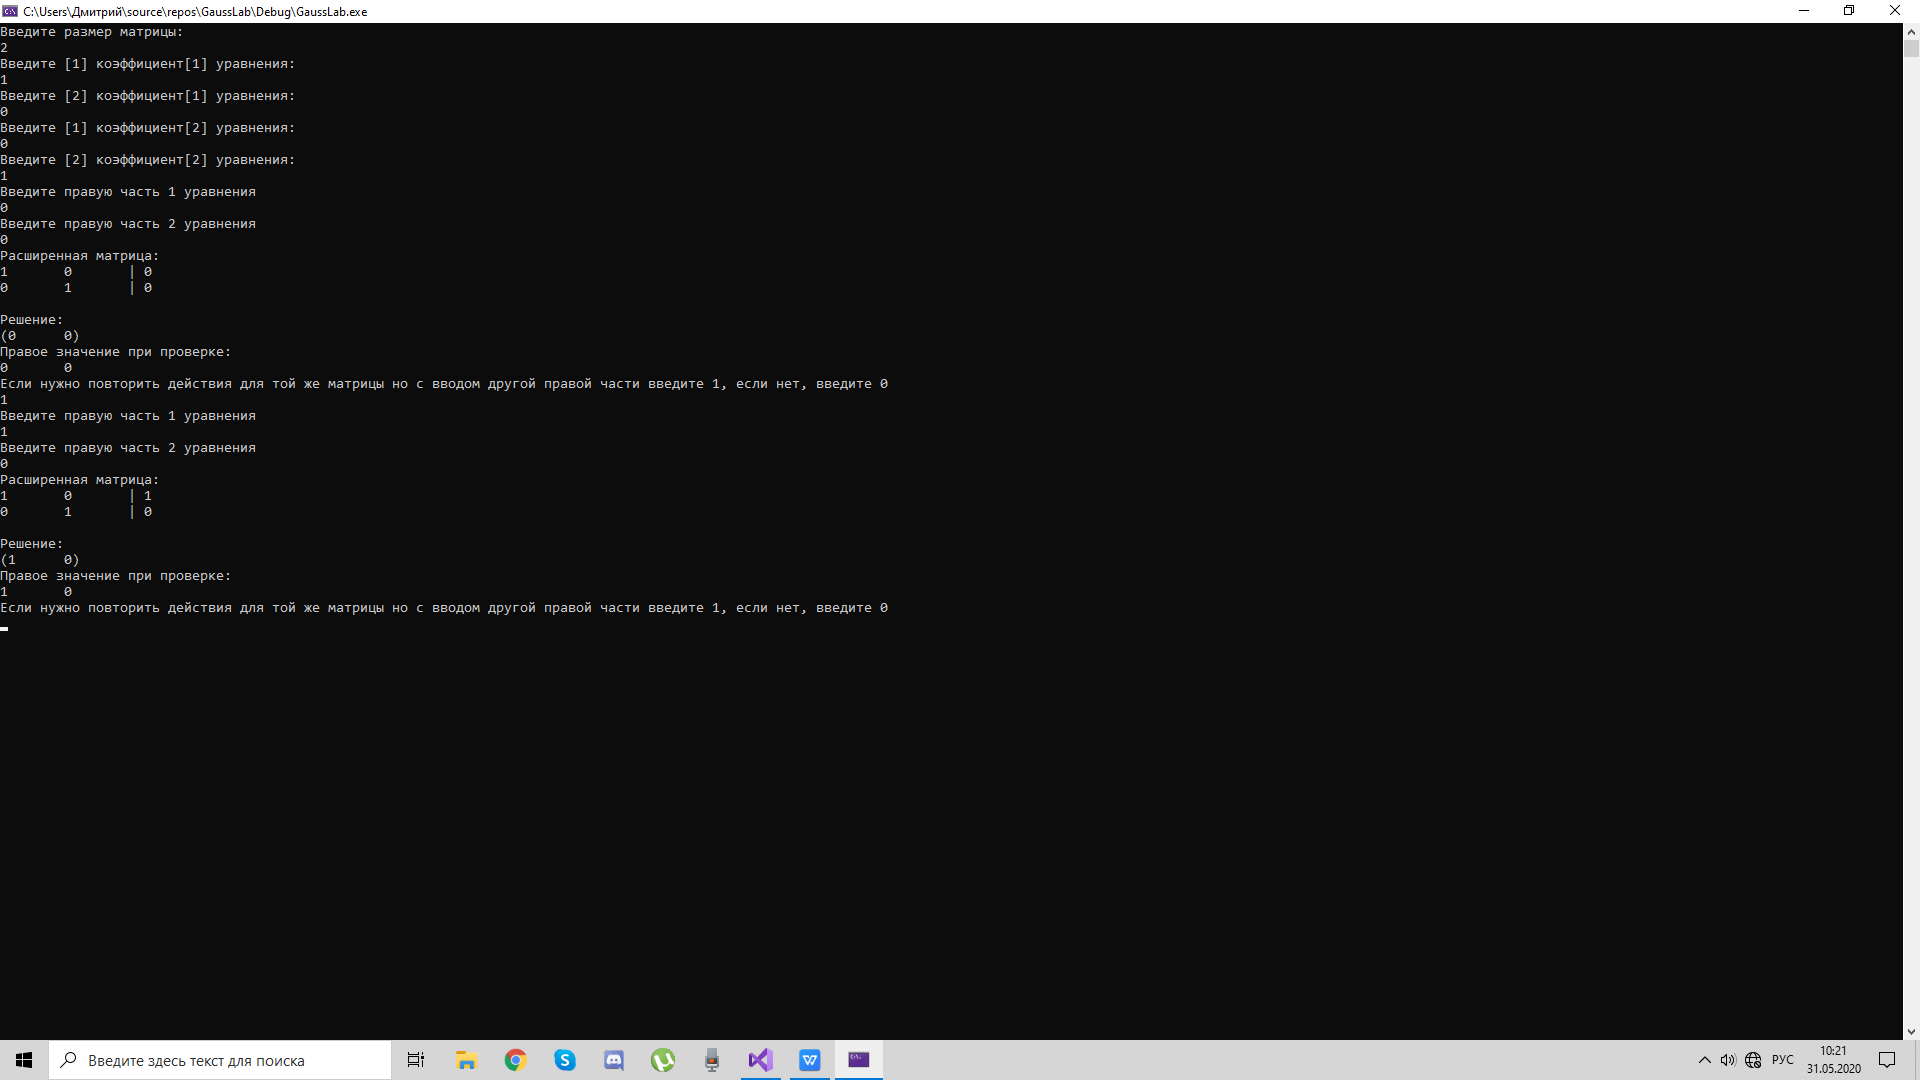 C:\Users\Дмитрий\source\repos\GaussLab\Debug\GaussLab.exe
Введите размер матрицы:
2
Введите [1] коэффициент[1] уравнения:
1
Введите [2] коэффициент[1] уравнения:
0
Введите [1] коэффициент[2] уравнения:
0
Введите [2] коэффициент[2] уравнения:
1
Введите правую часть 1 уравнения
0
Введите правую часть 2 уравнения
0
Расширенная матрица:
1 0 | 0
0 1 | 0
Решение:
(0 0)
Правое значение при проверке:
0 0
Если нужно повторить действия для той же матрицы но с вводом другой правой части введите 1, если нет, введите 0
1
Введите правую часть 1 уравнения
1
Введите правую часть 2 уравнения
0
Расширенная матрица:
1 0 | 1
0 1 | 0
Решение:
(1 0)
Правое значение при проверке:
1 0
Если нужно повторить действия для той же матрицы но с вводом другой правой части введите 1, если нет, введите 0
Введите здесь текст для поиска
РУС
10:21
31.05.2020